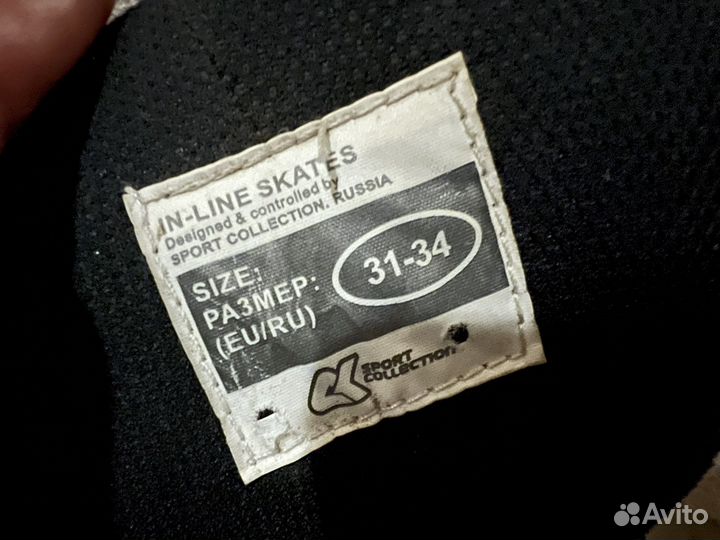 IN-LINE SKATES
Designed & controlled by
SPORT COLLECTION. RUSSIA
SIZE:
РАЗМЕР:
(EU/RU)
31-34
SPORT
COLLECTION
Avito